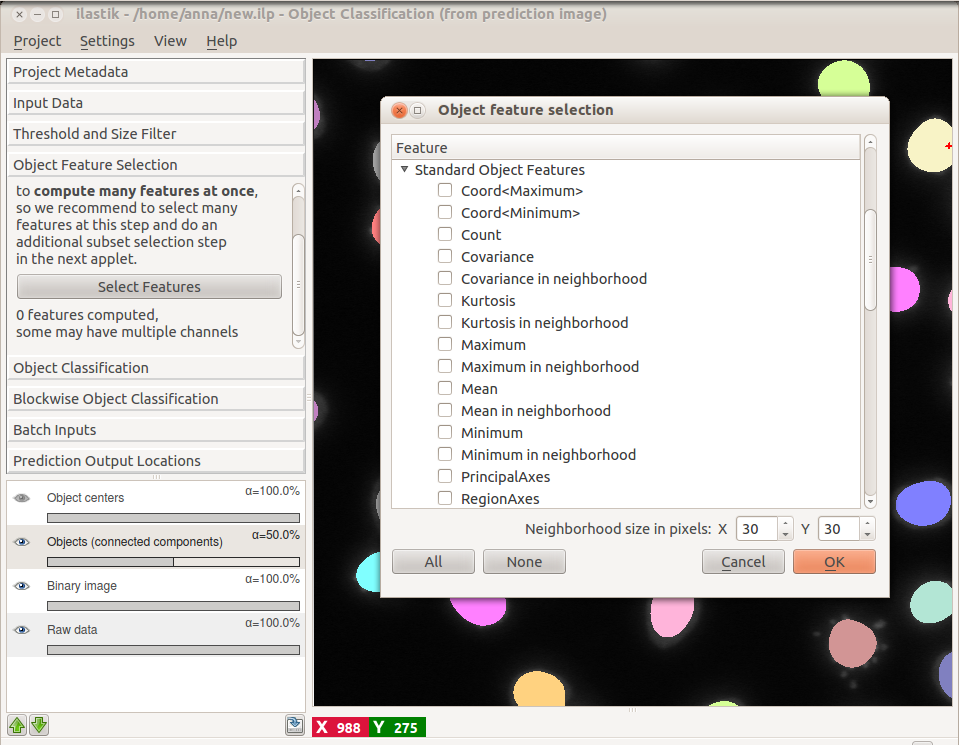 ilastik - /home/anna/new.ilp - Object Classification (from prediction image)
Project Settings View Help
Project Metadata
Input Data
Threshold and Size Filter
Object Feature Selection
to compute many features at once,
so we recommend to select many
features at this step and do an
additional subset selection step
in the next applet.
Select Features
0 features computed,
some may have multiple channels
Object Classification
Blockwise Object Classification
Batch Inputs
Prediction Output Locations
Object centers α=100.0%
Objects (connected components) α=50.0%
Binary image α=100.0%
Raw data α=100.0%
Object feature selection
Feature
Standard Object Features
Coord<Maximum>
Coord<Minimum>
Count
Covariance
Covariance in neighborhood
Kurtosis
Kurtosis in neighborhood
Maximum
Maximum in neighborhood
Mean
Mean in neighborhood
Minimum
Minimum in neighborhood
PrincipalAxes
RegionAxes
Neighborhood size in pixels: X 30 Y 30
All None Cancel OK
X 988 Y 275